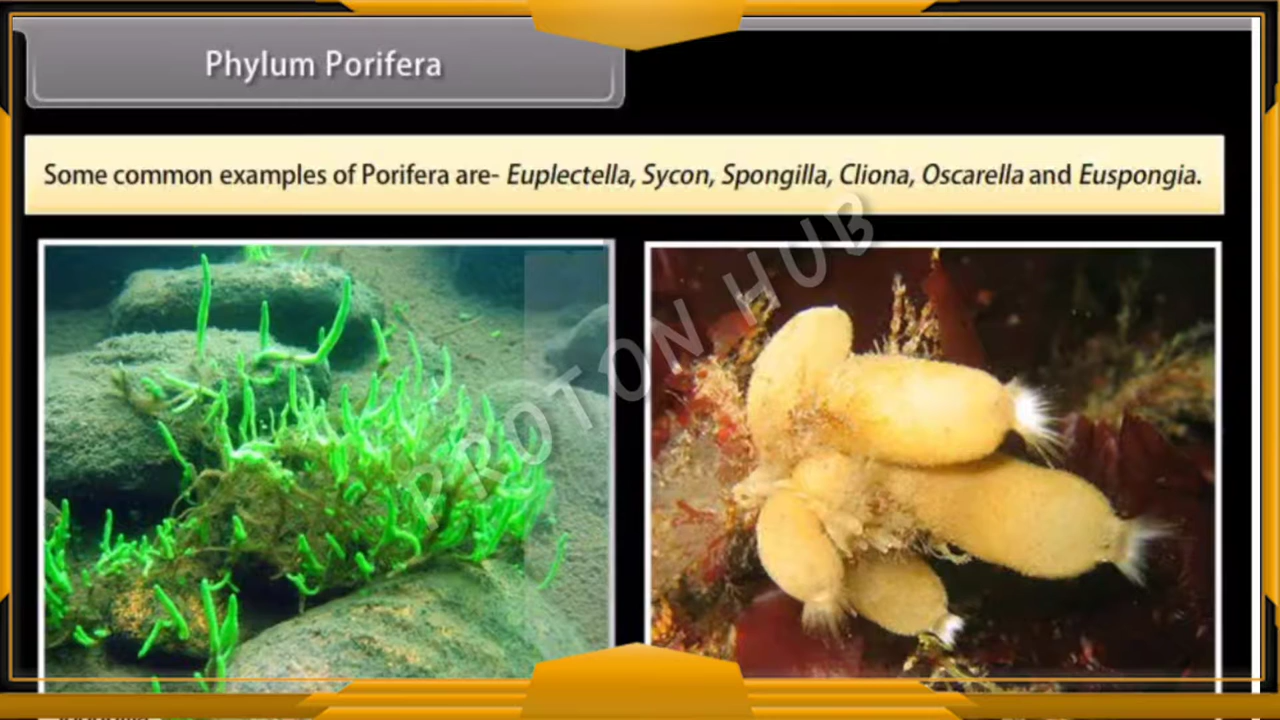 Phylum Porifera
Some common examples of Porifera are- Euplectella, Sycon, Spongilla, Cliona, Oscarella and Euspongia.
PROTON HUB